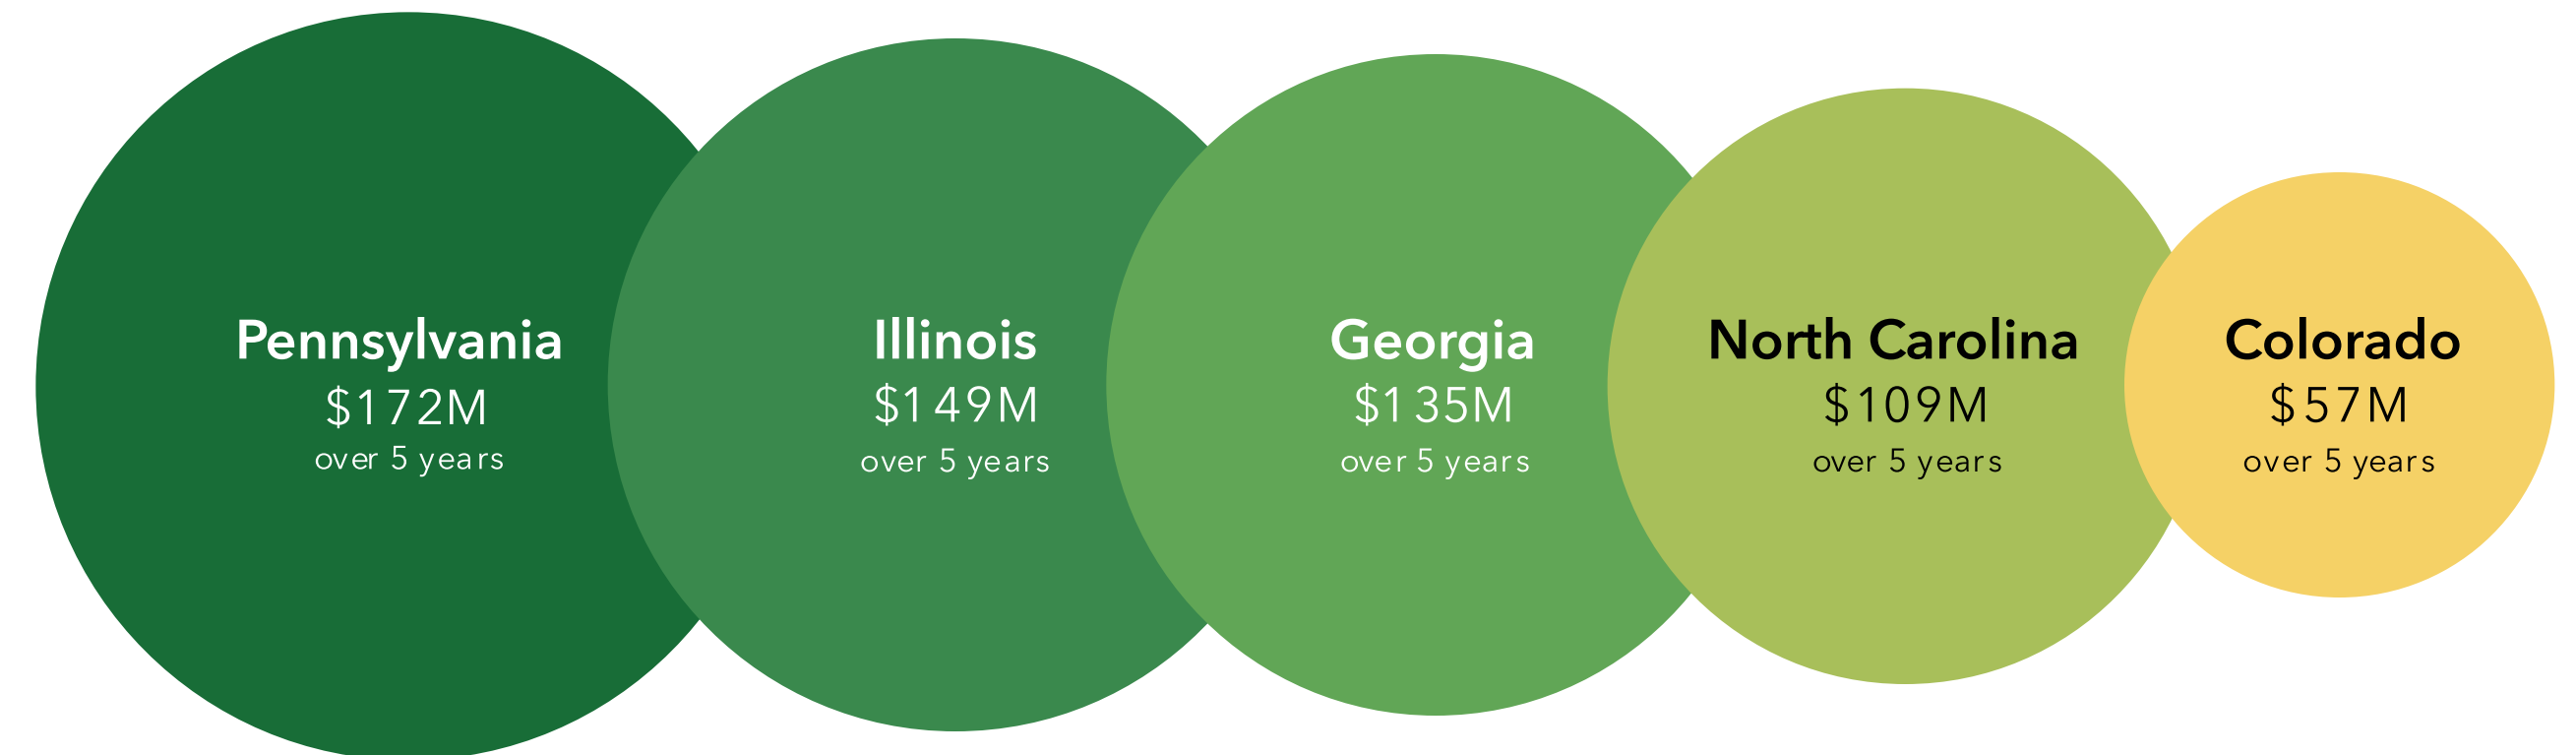 Pennsylvania
$172M
over 5 years
Illinois
$149M
over 5 years
Georgia
$135M
over 5 years
North Carolina
$109M
over 5 years
Colorado
$57M
over 5 years